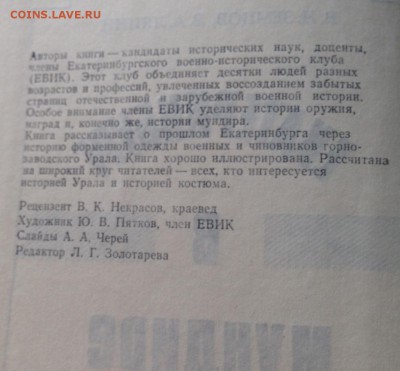 COINS.LAVE.RU
Авторы книги — кандидаты исторических наук, доценты,
члены Екатеринбургского военно-исторического клуба
(ЕВИК). Этот клуб объединяет десятки людей разных
возрастов и профессий, увлеченных воссозданием забытых
страниц отечественной и зарубежной военной истории.
Особое внимание члены ЕВИК уделяют истории оружия,
наград и, конечно же, истории мундира.
Книга рассказывает о прошлом Екатеринбурга через
историю форменной одежды военных и чиновников горно-
заводского Урала. Книга хорошо иллюстрирована. Рассчитана
на широкий круг читателей — всех, кто интересуется
историей Урала и историей костюма.
Рецензент В. К. Некрасов, краевед
Художник Ю. В. Пятков, член ЕВИК
Слайды А. А. Черей
Редактор Л. Г. Золотарева